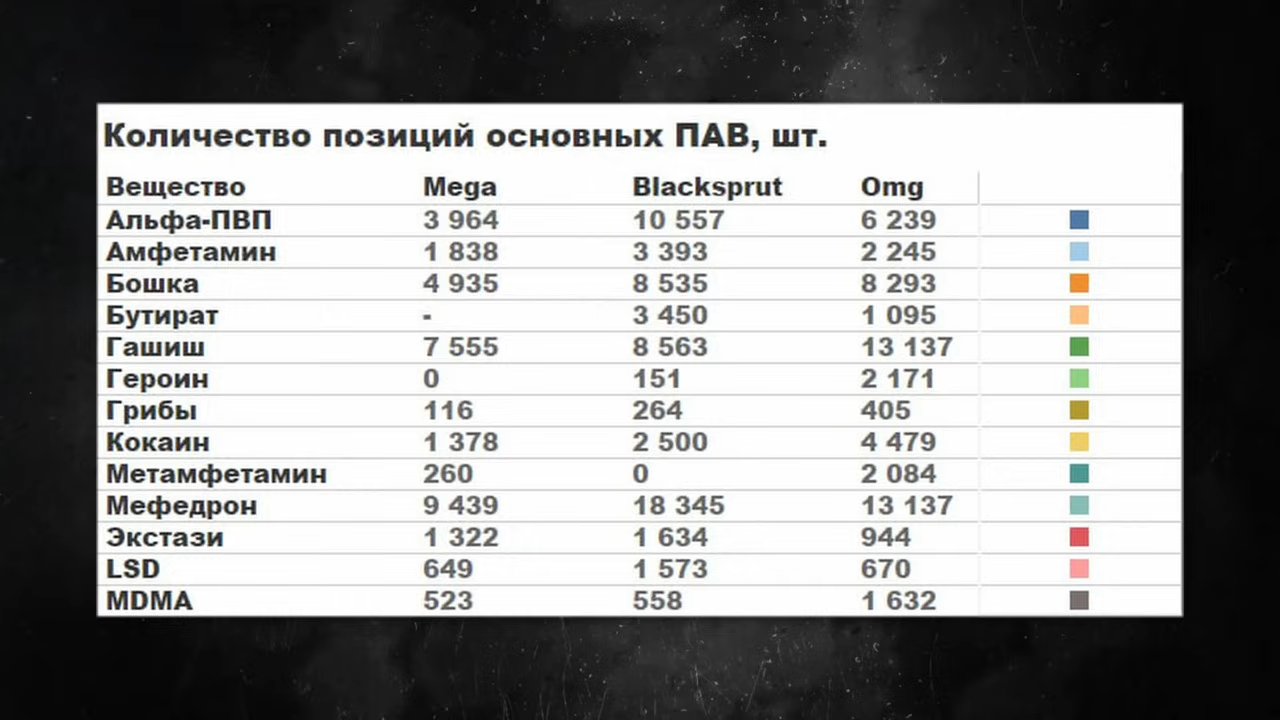 Количество позиций основных ПАВ, шт.
Вещество Mega Blacksprut Omg
Альфа-ПВП 3 964 10 557 6 239
Амфетамин 1 838 3 393 2 245
Бошка 4 935 8 535 8 293
Бутират - 3 450 1 095
Гашиш 7 555 8 563 13 137
Героин 0 151 2 171
Грибы 116 264 405
Кокаин 1 378 2 500 4 479
Метамфетамин 260 0 2 084
Мефедрон 9 439 18 345 13 137
Экстази 1 322 1 634 944
LSD 649 1 573 670
MDMA 523 558 1 632